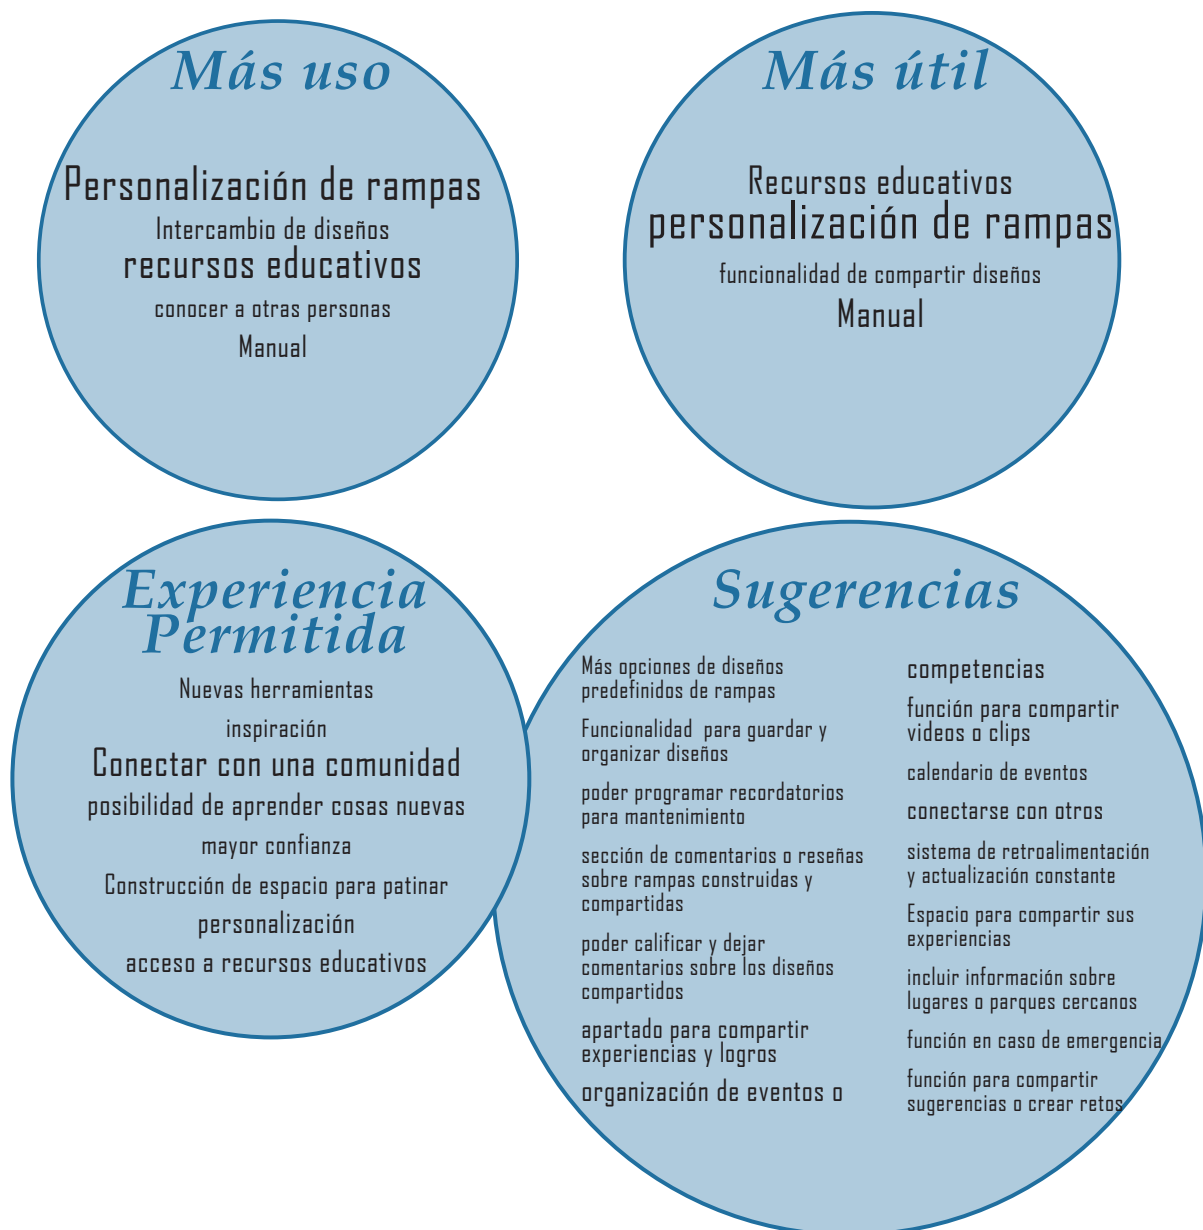 Más uso
Personalización de rampas
Intercambio de diseños
recursos educativos
conocer a otras personas
Manual
Más útil
Recursos educativos
personalización de rampas
funcionalidad de compartir diseños
Manual
Experiencia
Permitida
Nuevas herramientas
inspiración
Conectar con una comunidad
posibilidad de aprender cosas nuevas
mayor confianza
Construcción de espacio para patinar
personalización
acceso a recursos educativos
Sugerencias
Más opciones de diseños
predefinidos de rampas
Funcionalidad para guardar y
organizar diseños
poder programar recordatorios
para mantenimiento
sección de comentarios o reseñas
sobre rampas construidas y
compartidas
poder calificar y dejar
comentarios sobre los diseños
compartidos
apartado para compartir
experiencias y logros
organización de eventos o
competencias
función para compartir
videos o clips
calendario de eventos
conectarse con otros
sistema de retroalimentación
y actualización constante
Espacio para compartir sus
experiencias
incluir información sobre
lugares o parques cercanos
función en caso de emergencia
función para compartir
sugerencias o crear retos